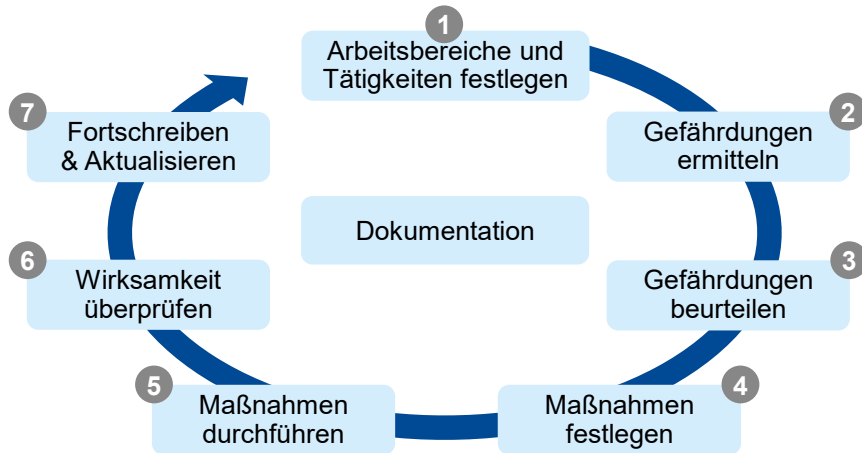 1
Arbeitsbereiche und
Tätigkeiten festlegen
2
Gefährdungen
ermitteln
3
Gefährdungen
beurteilen
4
Maßnahmen
festlegen
5
Maßnahmen
durchführen
6
Wirksamkeit
überprüfen
7
Fortschreiben
& Aktualisieren
Dokumentation